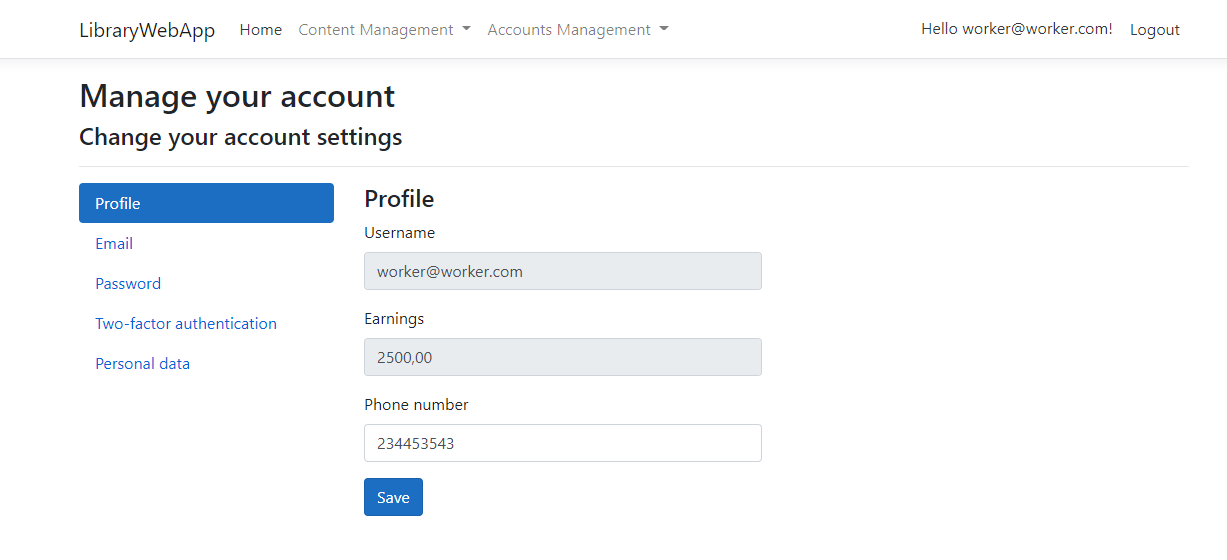 LibraryWebApp Home Content Management Accounts Management Hello worker@worker.com! Logout
Manage your account
Change your account settings
Profile
Email
Password
Two-factor authentication
Personal data
Profile
Username
worker@worker.com
Earnings
2500,00
Phone number
234453543
Save